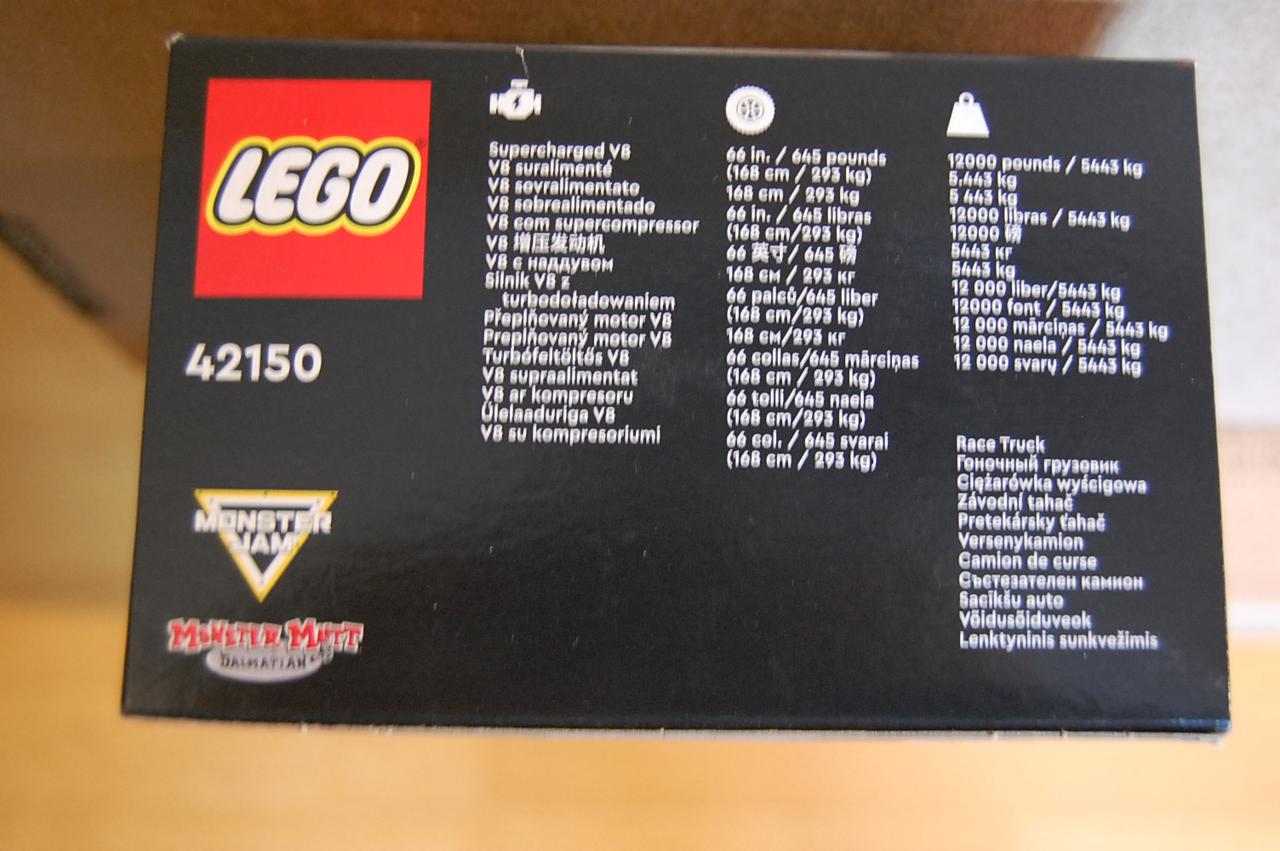 LEGO®
42150
MONSTER
JAM
MONSTER MUTT
DALMATIAN
Supercharged V8
V8 suralimenté
V8 sovralimentato
V8 sobrealimentado
V8 com supercompressor
V8 增压发动机
V8 с наддувом
Silnik V8 z
turbodoładowaniem
Přeplňovaný motor V8
Preplňovaný motor V8
Turbófeltöltős V8
V8 supraalimentat
V8 ar kompresoru
Ülelaaduriga V8
V8 su kompresoriumi
66 in. / 645 pounds
(168 cm / 293 kg)
168 cm / 293 kg
66 in. / 645 libras
(168 cm/293 kg)
66 英寸/ 645 磅
168 см / 293 кг
66 palců/645 liber
(168 cm/293 kg)
168 см/293 кг
66 collas/645 mārciņas
(168 cm / 293 kg)
66 tolli/645 naela
(168 cm/293 kg)
66 col. / 645 svarai
(168 cm / 293 kg)
12000 pounds / 5443 kg
5.443 kg
5 443 kg
12000 libras / 5443 kg
12000 磅
5443 кг
5443 kg
12 000 liber/5443 kg
12000 font / 5443 kg
12 000 mārciņas / 5443 kg
12 000 naela / 5443 kg
12 000 svarų / 5443 kg
Race Truck
Гоночный грузовик
Ciężarówka wyścigowa
Závodní tahač
Pretekársky ťahač
Versenykamion
Camion de curse
Състезателен камион
Sacīkšu auto
Võidusõiduveok
Lenktyninis sunkvežimis